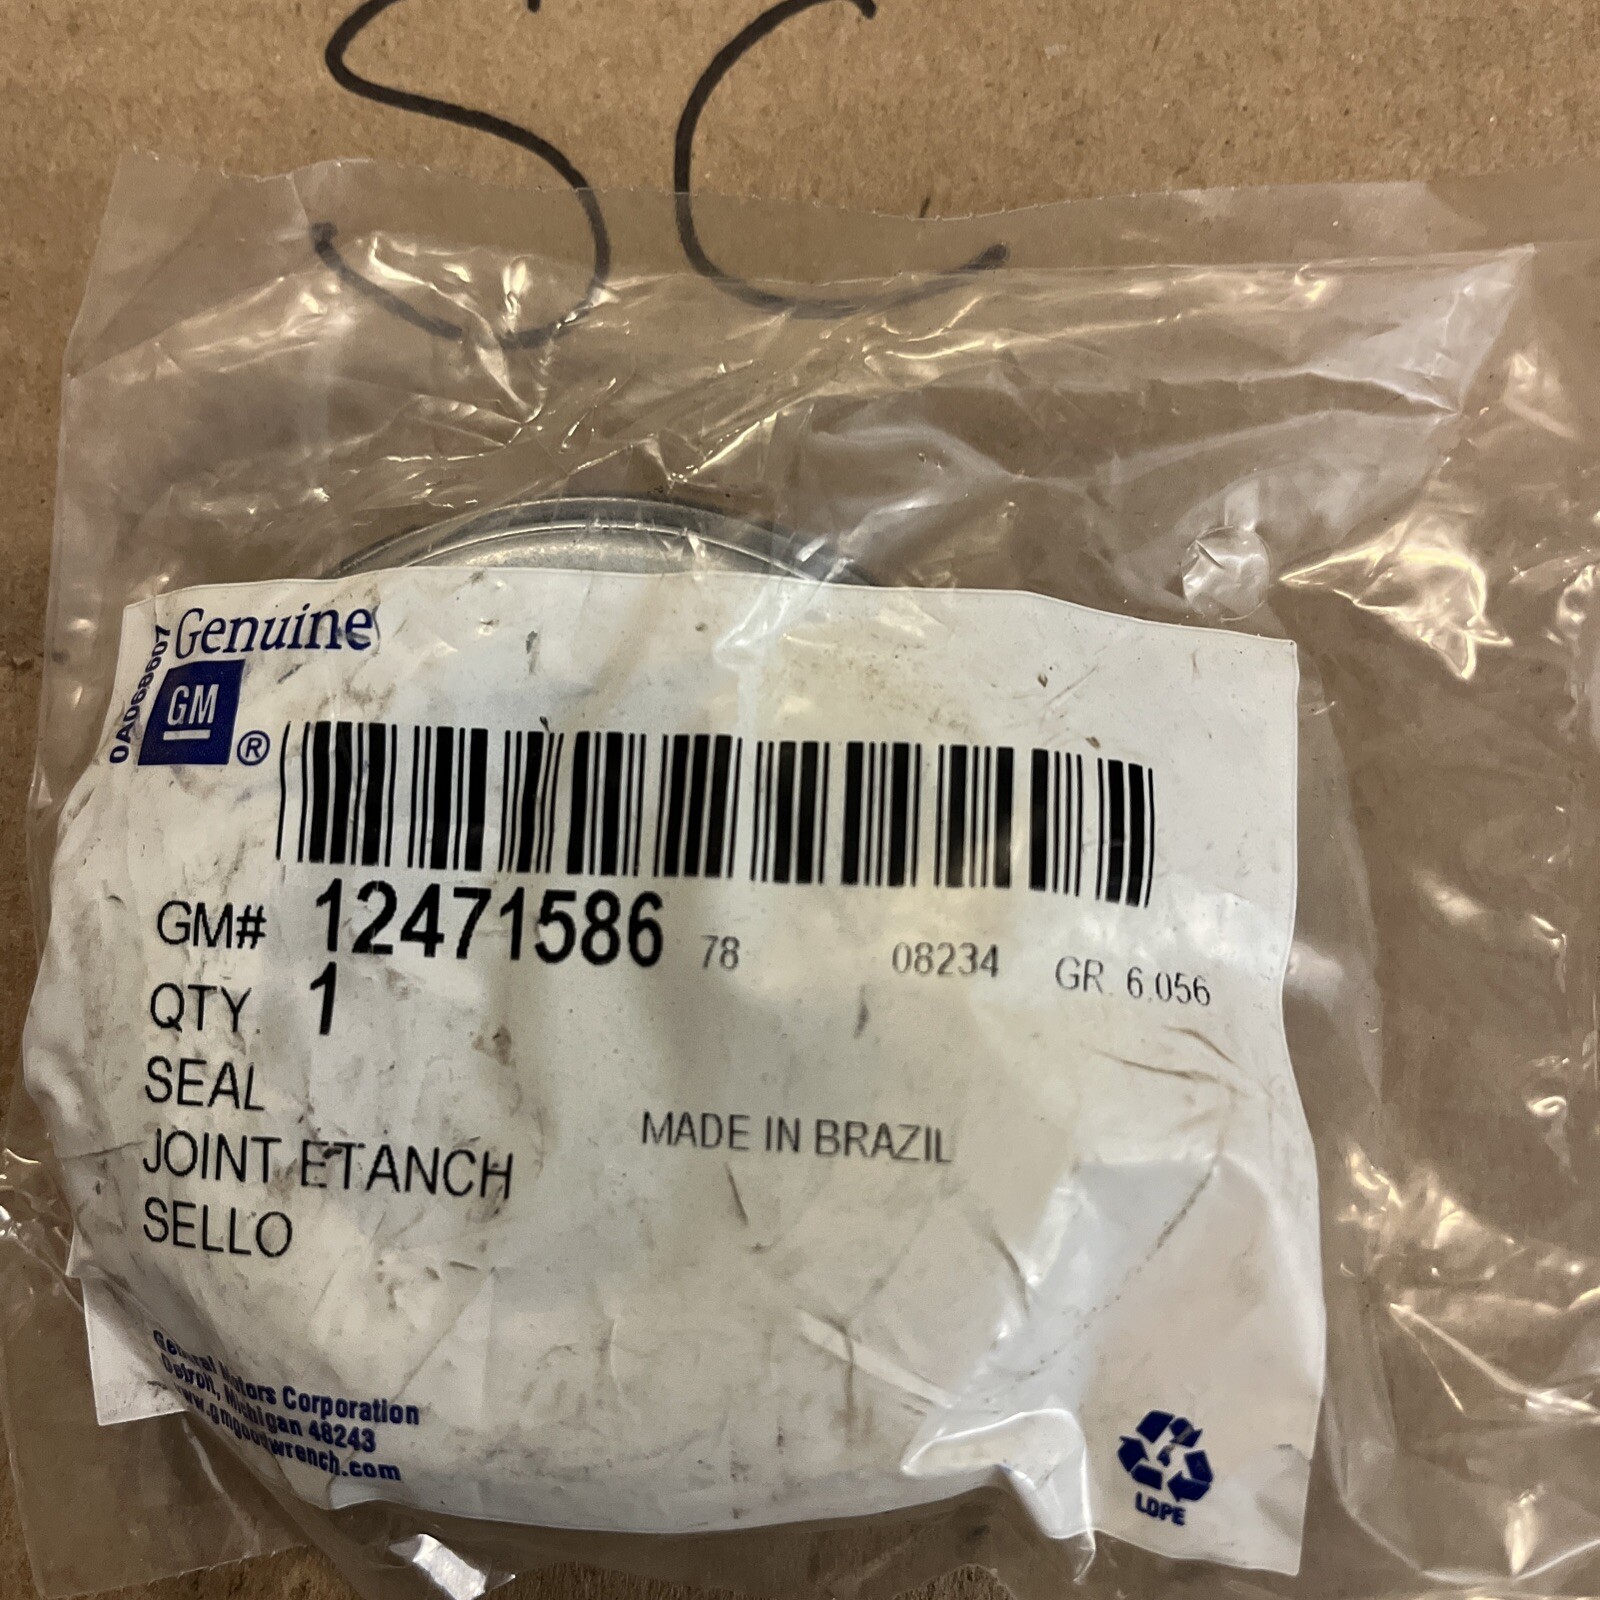 SC
Genuine
0A068607
GM
®
GM# 12471586 78 08234 GR. 6.056
QTY. 1
SEAL
JOINT ETANCH
SELLO
MADE IN BRAZIL
General Motors Corporation
Detroit, Michigan 48243
www.gmgoodwrench.com
LDPE